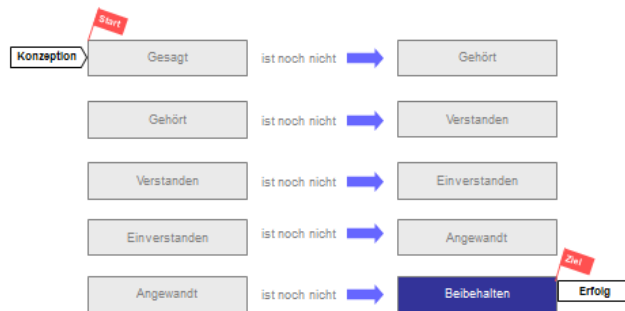 Start
Konzeption Gesagt ist noch nicht Gehört
Gehört ist noch nicht Verstanden
Verstanden ist noch nicht Einverstanden
Einverstanden ist noch nicht Angewandt
Ziel
Angewandt ist noch nicht Beibehalten Erfolg